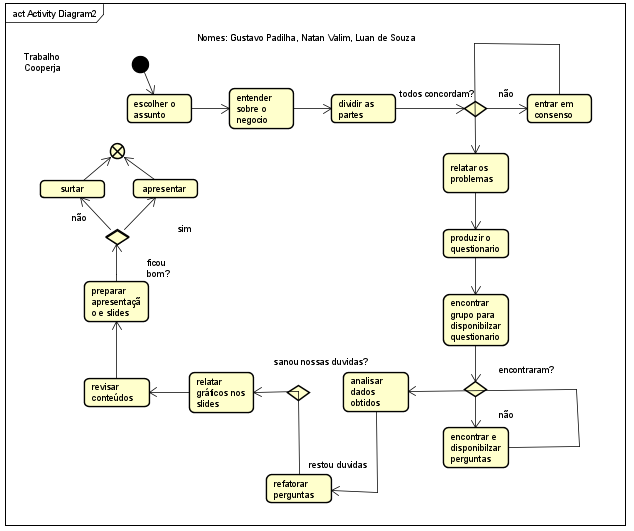 act Activity Diagram2
Nomes: Gustavo Padilha, Natan Valim, Luan de Souza
Trabalho
Cooperja
escolher o
assunto
entender
sobre o
negocio
dividir as
partes
todos concordam?
não
entrar em
consenso
relatar os
problemas
produzir o
questionario
encontrar
grupo para
disponibilzar
questionario
encontraram?
não
encontrar e
disponibilzar
perguntas
analisar
dados
obtidos
restou duvidas
refatorar
perguntas
sanou nossas duvidas?
relatar
gráficos nos
slides
revisar
conteúdos
preparar
apresentaçã
o e slides
ficou
bom?
não
sim
surtar
apresentar